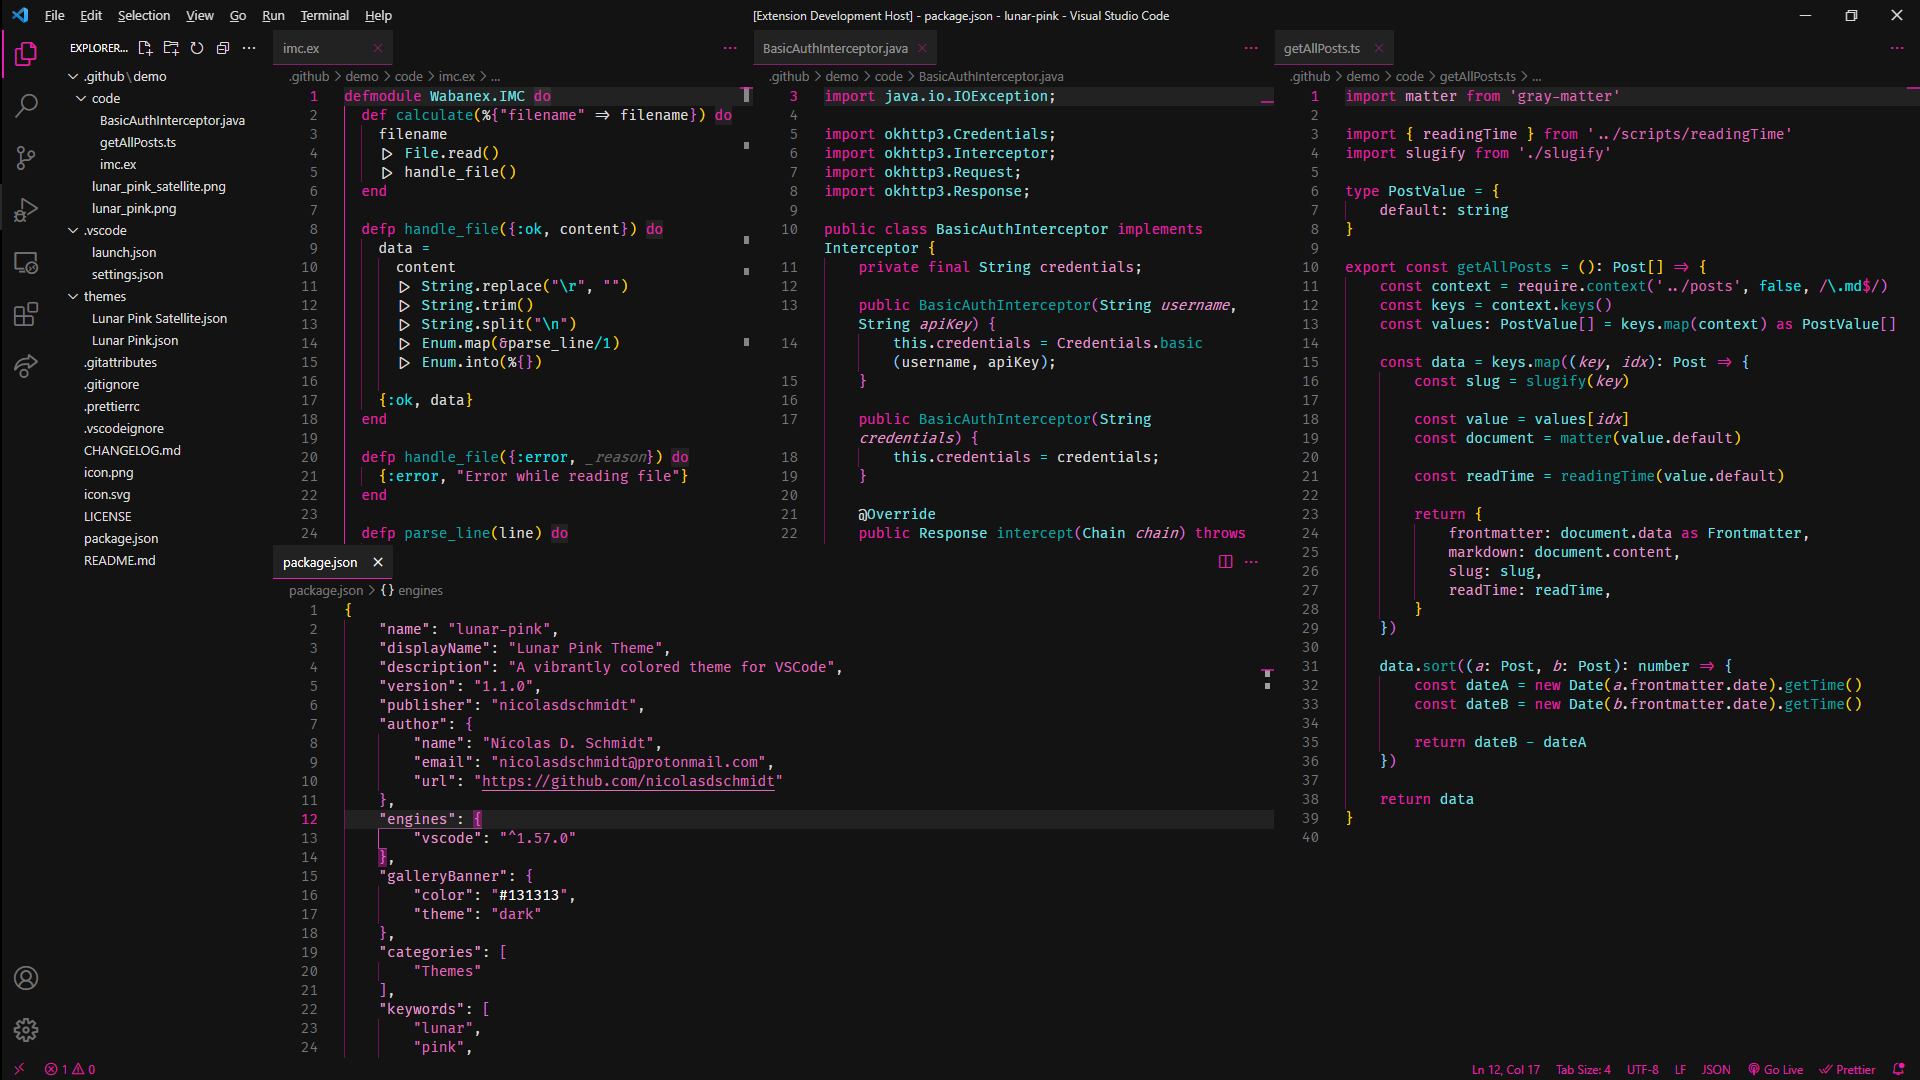 File Edit Selection View Go Run Terminal Help
[Extension Development Host] - package.json - lunar-pink - Visual Studio Code
EXPLORER...
.github\demo
code
BasicAuthInterceptor.java
getAllPosts.ts
imc.ex
lunar_pink_satellite.png
lunar_pink.png
.vscode
launch.json
settings.json
themes
Lunar Pink Satellite.json
Lunar Pink.json
.gitattributes
.gitignore
.prettierrc
.vscodeignore
CHANGELOG.md
icon.png
icon.svg
LICENSE
package.json
README.md
imc.ex
.github > demo > code > imc.ex > ...
1 defmodule Wabanex.IMC do
2 def calculate(%{"filename" => filename}) do
3 filename
4 |> File.read()
5 |> handle_file()
6 end
7
8 defp handle_file({:ok, content}) do
9 data =
10 content
11 |> String.replace("\r", "")
12 |> String.trim()
13 |> String.split("\n")
14 |> Enum.map(&parse_line/1)
15 |> Enum.into(%{})
16
17 {:ok, data}
18 end
19
20 defp handle_file({:error, _reason}) do
21 {:error, "Error while reading file"}
22 end
23
24 defp parse_line(line) do
BasicAuthInterceptor.java
.github > demo > code > BasicAuthInterceptor.java
3 import java.io.IOException;
4
5 import okhttp3.Credentials;
6 import okhttp3.Interceptor;
7 import okhttp3.Request;
8 import okhttp3.Response;
9
10 public class BasicAuthInterceptor implements
Interceptor {
11 private final String credentials;
12
13 public BasicAuthInterceptor(String username,
String apiKey) {
14 this.credentials = Credentials.basic
(username, apiKey);
15 }
16
17 public BasicAuthInterceptor(String
credentials) {
18 this.credentials = credentials;
19 }
20
21 @Override
22 public Response intercept(Chain chain) throws
getAllPosts.ts
.github > demo > code > getAllPosts.ts > ...
1 import matter from 'gray-matter'
2
3 import { readingTime } from '../scripts/readingTime'
4 import slugify from './slugify'
5
6 type PostValue = {
7 default: string
8 }
9
10 export const getAllPosts = (): Post[] => {
11 const context = require.context('../posts', false, /\.md$/)
12 const keys = context.keys()
13 const values: PostValue[] = keys.map(context) as PostValue[]
14
15 const data = keys.map((key, idx): Post => {
16 const slug = slugify(key)
17
18 const value = values[idx]
19 const document = matter(value.default)
20
21 const readTime = readingTime(value.default)
22
23 return {
24 frontmatter: document.data as Frontmatter,
25 markdown: document.content,
26 slug: slug,
27 readTime: readTime,
28 }
29 })
30
31 data.sort((a: Post, b: Post): number => {
32 const dateA = new Date(a.frontmatter.date).getTime()
33 const dateB = new Date(b.frontmatter.date).getTime()
34
35 return dateB - dateA
36 })
37
38 return data
39 }
40
package.json
package.json > {} engines
1 {
2 "name": "lunar-pink",
3 "displayName": "Lunar Pink Theme",
4 "description": "A vibrantly colored theme for VSCode",
5 "version": "1.1.0",
6 "publisher": "nicolasdschmidt",
7 "author": {
8 "name": "Nícolas D. Schmidt",
9 "email": "nicolasdschmidt@protonmail.com",
10 "url": "https://github.com/nicolasdschmidt"
11 },
12 "engines": {
13 "vscode": "^1.57.0"
14 },
15 "galleryBanner": {
16 "color": "#131313",
17 "theme": "dark"
18 },
19 "categories": [
20 "Themes"
21 ],
22 "keywords": [
23 "lunar",
24 "pink",
1 0
Ln 12, Col 17 Tab Size: 4 UTF-8 LF JSON Go Live Prettier